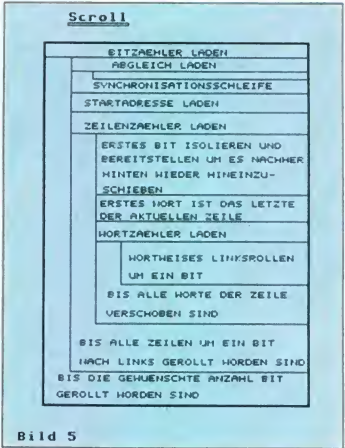 Scroll
BITZAEHLER LADEN
ABGLEICH LADEN
SYNCHRONISATIONSSCHLEIFE
STARTADRESSE LADEN
ZEILENZAEHLER LADEN
ERSTES BIT ISOLIEREN UND
BEREITSTELLEN UM ES NACHHER
HINTEN WIEDER HINEINZU-
SCHIEBEN
ERSTES WORT IST DAS LETZTE
DER AKTUELLEN ZEILE
WORTZAEHLER LADEN
WORTWEISES LINKSROLLEN
UM EIN BIT
BIS ALLE WORTE DER ZEILE
VERSCHOBEN SIND
BIS ALLE ZEILEN UM EIN BIT
NACH LINKS GEROLLT WORDEN SIND
BIS DIE GEWUENSCHTE ANZAHL BIT
GEROLLT WORDEN SIND
Bild 5